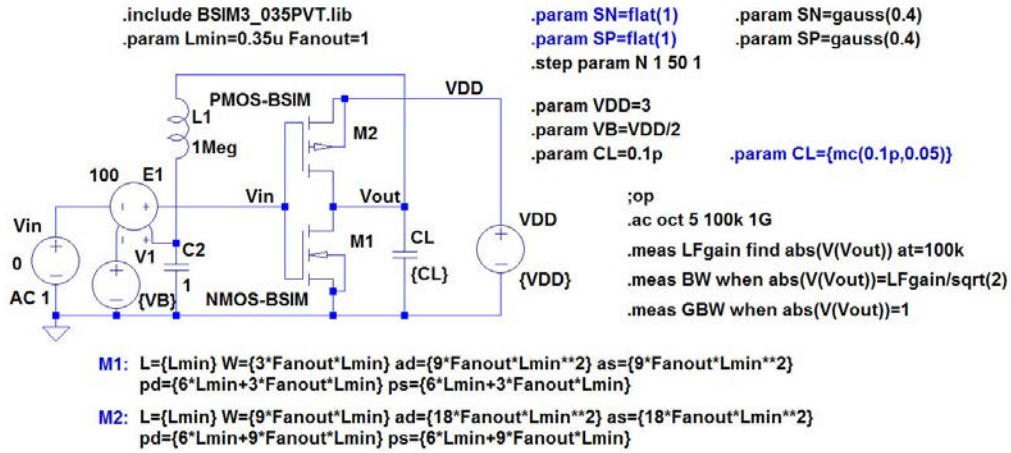 .include BSIM3_035PVT.lib
.param Lmin=0.35u Fanout=1
.param SN=flat(1)
.param SN=gauss(0.4)
.param SP=flat(1)
.param SP=gauss(0.4)
.step param N 1 50 1
.param VDD=3
.param VB=VDD/2
.param CL=0.1p
.param CL={mc(0.1p,0.05)}
;op
.ac oct 5 100k 1G
.meas LFgain find abs(V(Vout)) at=100k
.meas BW when abs(V(Vout))=LFgain/sqrt(2)
.meas GBW when abs(V(Vout))=1
VDD
PMOS-BSIM
L1
M2
1Meg
100
E1
Vin
Vout
Vin
VDD
V1
C2
M1
CL
0
1
{CL}
{VDD}
AC 1
{VB}
NMOS-BSIM
M1: L={Lmin} W={3*Fanout*Lmin} ad={9*Fanout*Lmin**2} as={9*Fanout*Lmin**2}
pd={6*Lmin+3*Fanout*Lmin} ps={6*Lmin+3*Fanout*Lmin}
M2: L={Lmin} W={9*Fanout*Lmin} ad={18*Fanout*Lmin**2} as={18*Fanout*Lmin**2}
pd={6*Lmin+9*Fanout*Lmin} ps={6*Lmin+9*Fanout*Lmin}